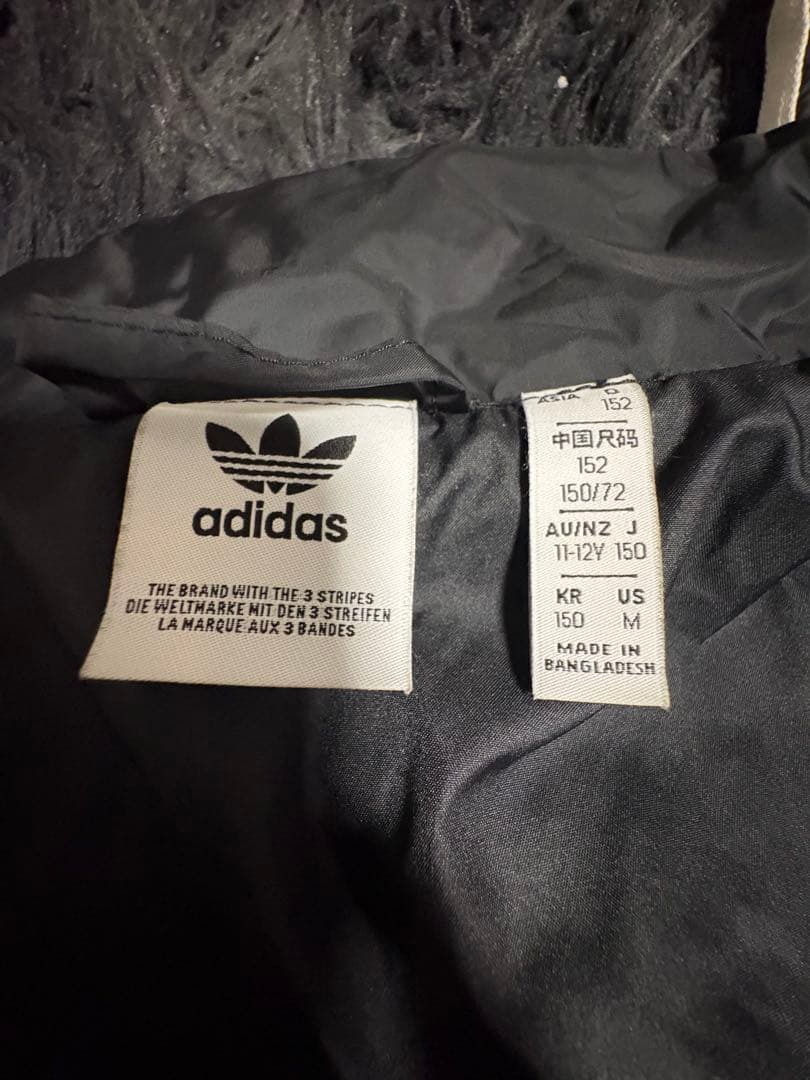 adidas
THE BRAND WITH THE 3 STRIPES
DIE WELTMARKE MIT DEN 3 STREIFEN
LA MARQUE AUX 3 BANDES
ASIA D
152
中国尺码
152
150/72
AU/NZ J
11-12Y 150
KR US
150 M
MADE IN
BANGLADESH